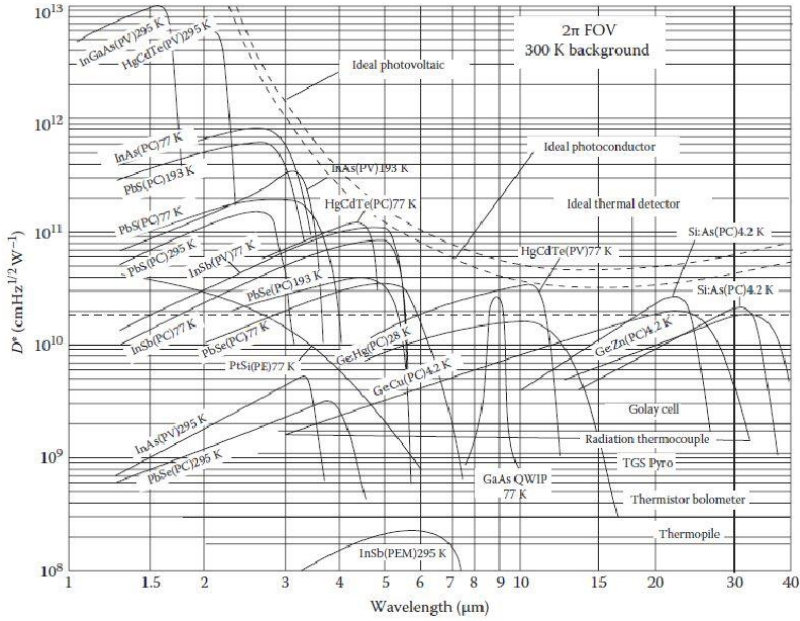 10¹³
10¹²
10¹¹
10¹⁰
10⁹
10⁸
D* (cmHz^1/2 W⁻¹)
2π FOV
300 K background
InGaAs(PV)295 K
HgCdTe(PV)295 K
Ideal photovoltaic
InAs(PC)77 K
PbS(PC)193 K
InAs(PV)193 K
Ideal photoconductor
PbS(PC)77 K
HgCdTe(PC)77 K
Ideal thermal detector
PbS(PC)295 K
InSb(PV)77 K
Si:As(PC)4.2 K
HgCdTe(PV)77 K
PbSe(PC)193 K
Si:As(PC)4.2 K
InSb(PC)77 K
PbSe(PC)77 K
Ge:Hg(PC)28 K
Ge:Zn(PC)4.2 K
PtSi(PE)77 K
Ge:Cu(PC)4.2 K
Golay cell
InAs(PV)295 K
Radiation thermocouple
PbSe(PC)295 K
TGS Pyro
GaAs QWIP
77 K
Thermistor bolometer
Thermopile
InSb(PEM)295 K
1 1.5 2 3 4 5 6 7 8 9 10 15 20 30 40
Wavelength (μm)